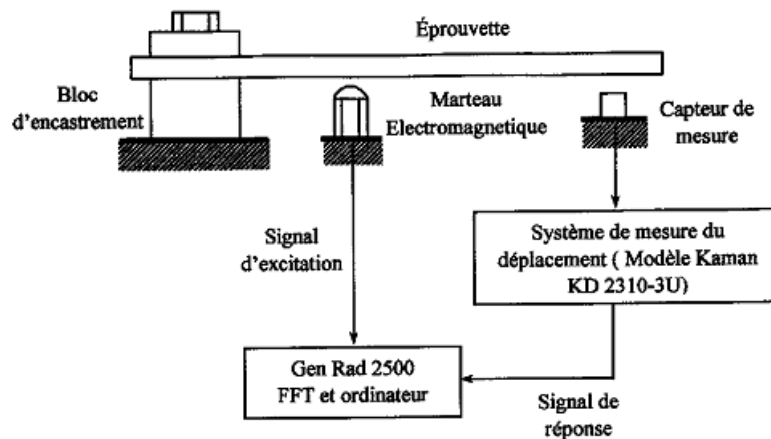 Éprouvette
Bloc
d'encastrement
Marteau
Electromagnetique
Capteur de
mesure
Signal
d'excitation
Système de mesure du
déplacement ( Modèle Kaman
KD 2310-3U)
Gen Rad 2500
FFT et ordinateur
Signal de
réponse